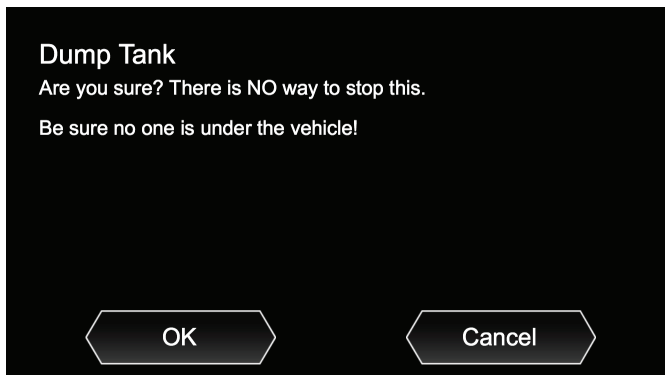 Dump Tank
Are you sure? There is NO way to stop this.
Be sure no one is under the vehicle!
OK
Cancel